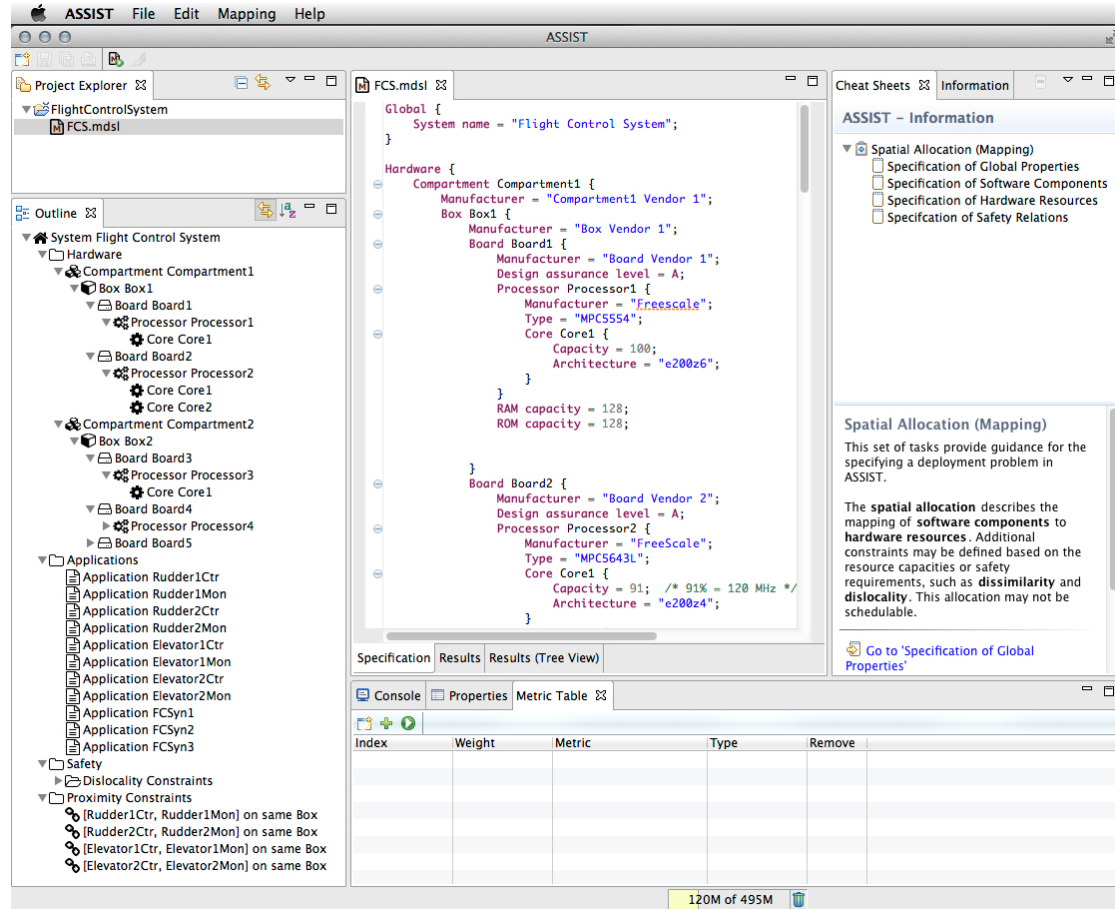 ASSIST File Edit Mapping Help
ASSIST
Project Explorer
FlightControlSystem
FCS.mdsl
Outline
System Flight Control System
Hardware
Compartment Compartment1
Box Box1
Board Board1
Processor Processor1
Core Core1
Board Board2
Processor Processor2
Core Core1
Core Core2
Compartment Compartment2
Box Box2
Board Board3
Processor Processor3
Core Core1
Board Board4
Processor Processor4
Board Board5
Applications
Application Rudder1Ctr
Application Rudder1Mon
Application Rudder2Ctr
Application Rudder2Mon
Application Elevator1Ctr
Application Elevator1Mon
Application Elevator2Ctr
Application Elevator2Mon
Application FCSyn1
Application FCSyn2
Application FCSyn3
Safety
Dislocality Constraints
Proximity Constraints
[Rudder1Ctr, Rudder1Mon] on same Box
[Rudder2Ctr, Rudder2Mon] on same Box
[Elevator1Ctr, Elevator1Mon] on same Box
[Elevator2Ctr, Elevator2Mon] on same Box
FCS.mdsl
Global {
System name = "Flight Control System";
}
Hardware {
Compartment Compartment1 {
Manufacturer = "Compartment1 Vendor 1";
Box Box1 {
Manufacturer = "Box Vendor 1";
Board Board1 {
Manufacturer = "Board Vendor 1";
Design assurance level = A;
Processor Processor1 {
Manufacturer = "Freescale";
Type = "MPC5554";
Core Core1 {
Capacity = 100;
Architecture = "e200z6";
}
}
RAM capacity = 128;
ROM capacity = 128;
}
Board Board2 {
Manufacturer = "Board Vendor 2";
Design assurance level = A;
Processor Processor2 {
Manufacturer = "FreeScale";
Type = "MPC5643L";
Core Core1 {
Capacity = 91; /* 91% = 120 MHz */
Architecture = "e200z4";
}
Specification Results Results (Tree View)
Cheat Sheets Information
ASSIST – Information
Spatial Allocation (Mapping)
Specification of Global Properties
Specification of Software Components
Specification of Hardware Resources
Specifcation of Safety Relations
Spatial Allocation (Mapping)
This set of tasks provide guidance for the
specifying a deployment problem in
ASSIST.
The spatial allocation describes the
mapping of software components to
hardware resources. Additional
constraints may be defined based on the
resource capacities or safety
requirements, such as dissimilarity and
dislocality. This allocation may not be
schedulable.
Go to 'Specification of Global
Properties'
Console Properties Metric Table
Index Weight Metric Type Remove
120M of 495M